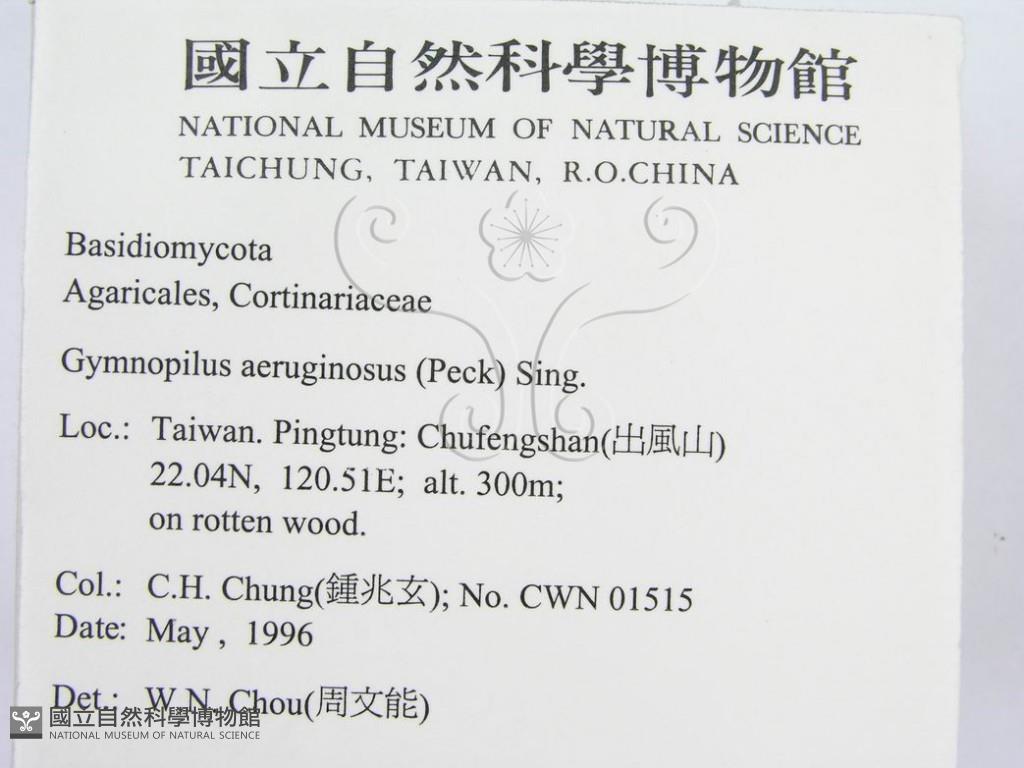 國立自然科學博物館
NATIONAL MUSEUM OF NATURAL SCIENCE
TAICHUNG, TAIWAN, R.O.CHINA
Basidiomycota
Agaricales, Cortinariaceae
Gymnopilus aeruginosus (Peck) Sing.
Loc.: Taiwan. Pingtung: Chufengshan(出風山)
22.04N, 120.51E; alt. 300m;
on rotten wood.
Col.: C.H. Chung(鍾兆玄); No. CWN 01515
Date: May , 1996
Det.: W.N. Chou(周文能)
國立自然科學博物館
NATIONAL MUSEUM OF NATURAL SCIENCE